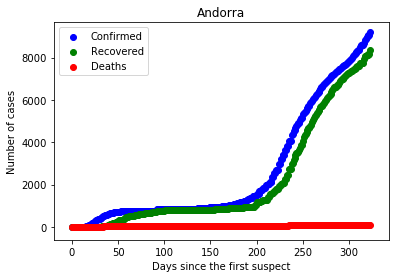 Andorra
Confirmed
Recovered
Deaths
Number of cases
8000
6000
4000
2000
0
0 50 100 150 200 250 300
Days since the first suspect